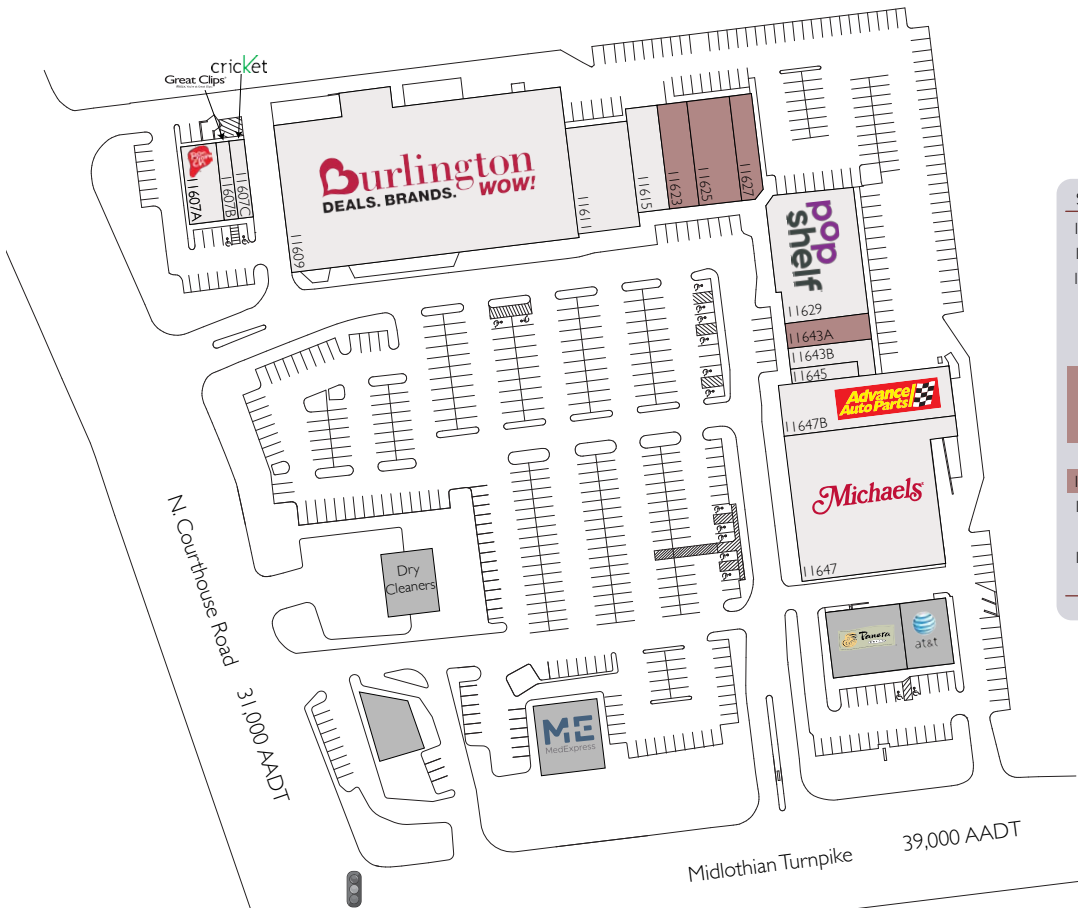 cricket
Great Clips
11607A
11607B
11607C
Burlington
WOW!
DEALS. BRANDS.
11609
11611
11615
11623
11625
11627
pop
shelf
11629
11643A
11643B
11645
Advance
Auto Parts
11647B
Michaels
11647
Dry
Cleaners
Panera
at&t
ME
MedExpress
N. Courthouse Road
31,000 AADT
Midlothian Turnpike
39,000 AADT